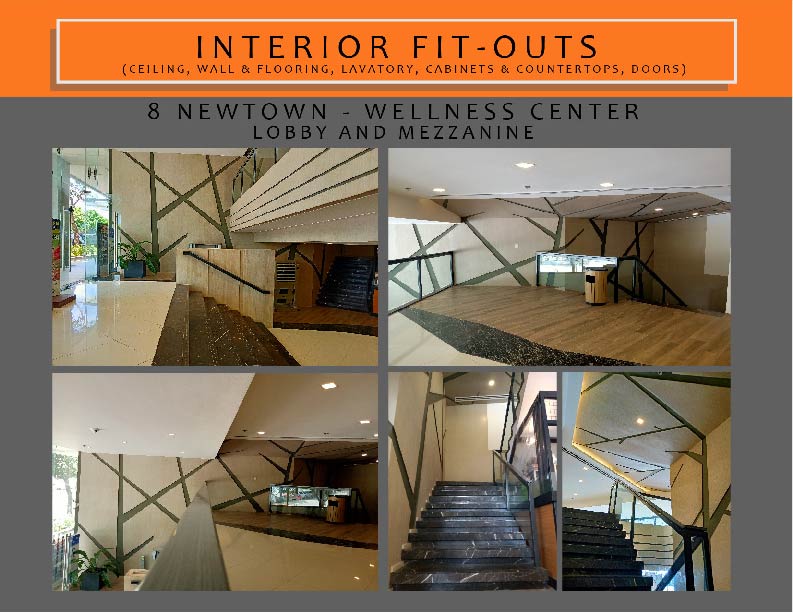 INTERIOR FIT-OUTS
(CEILING, WALL & FLOORING, LAVATORY, CABINETS & COUNTERTOPS, DOORS)
8 NEWTOWN - WELLNESS CENTER
LOBBY AND MEZZANINE